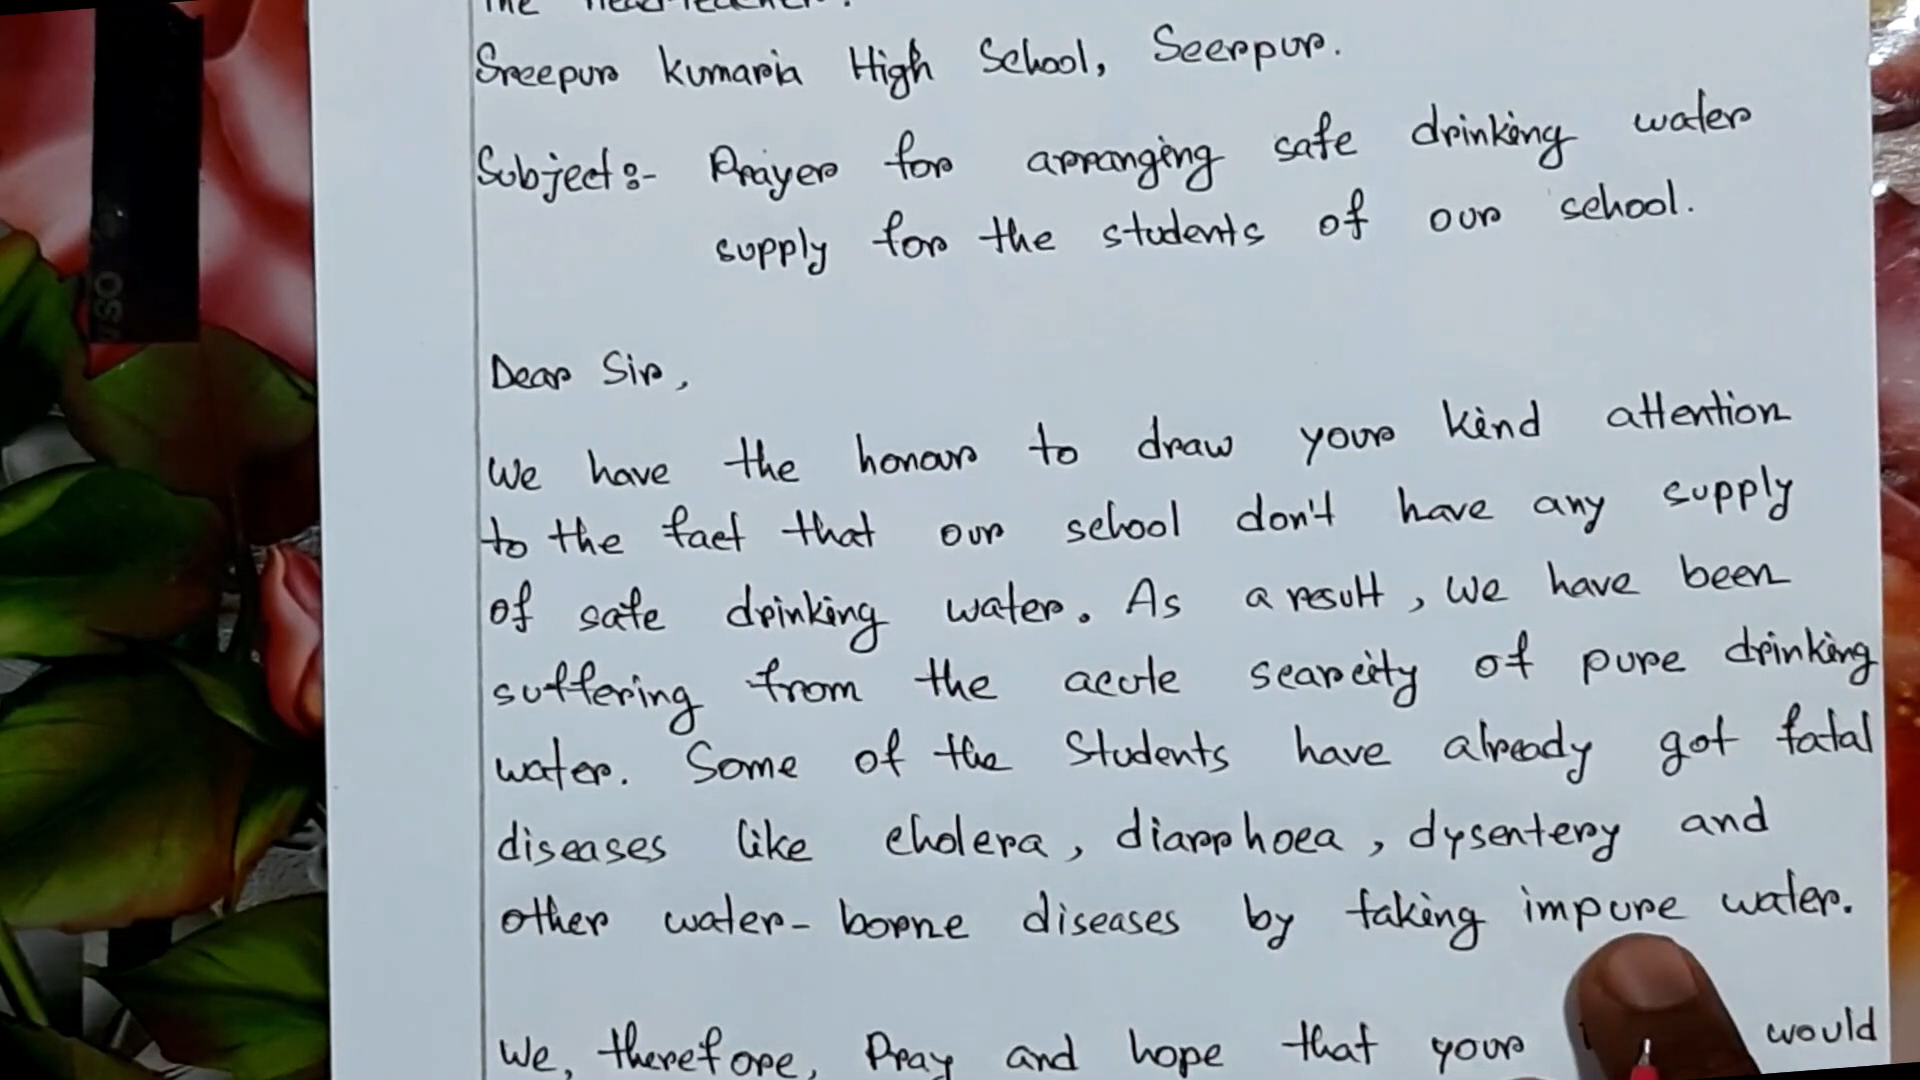 The Headteacher.
Sreepur Kumaria High School, Seerpur.
Subject:- Prayer for arranging safe drinking water
supply for the students of our school.
Dear Sir,
We have the honour to draw your kind attention
to the fact that our school don't have any supply
of safe drinking water. As a result, we have been
suffering from the acute scarcity of pure drinking
water. Some of the Students have already got fatal
diseases like cholera, diarrhoea, dysentery and
other water-borne diseases by taking impure water.
We, therefore, Pray and hope that your would